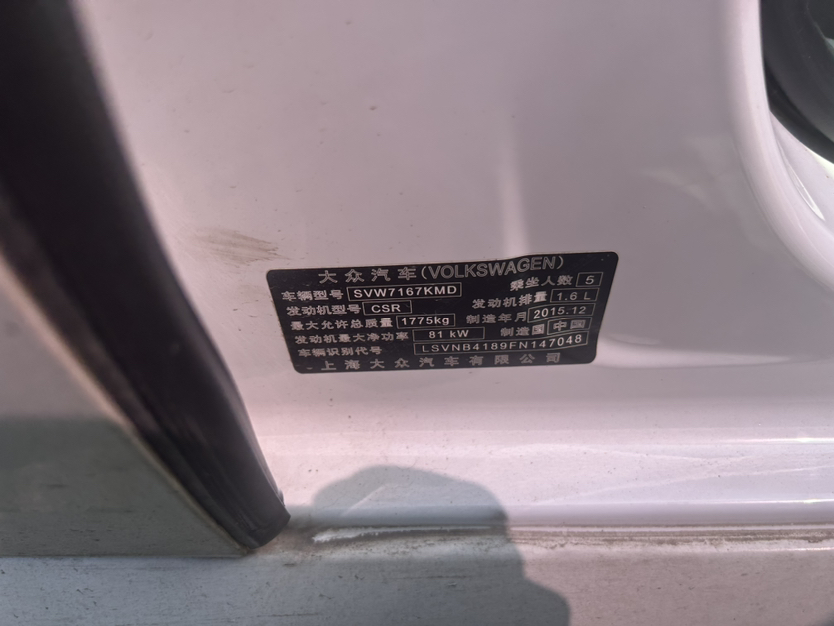 大众汽车(VOLKSWAGEN)
车辆型号 SVW7167KMD 乘坐人数 5
发动机型号 CSR 发动机排量 1.6 L
最大允许总质量 1775kg 制造年月 2015.12
发动机最大净功率 81 kW 制造国 中国
车辆识别代号 LSVNB4189FN147048
上海大众汽车有限公司